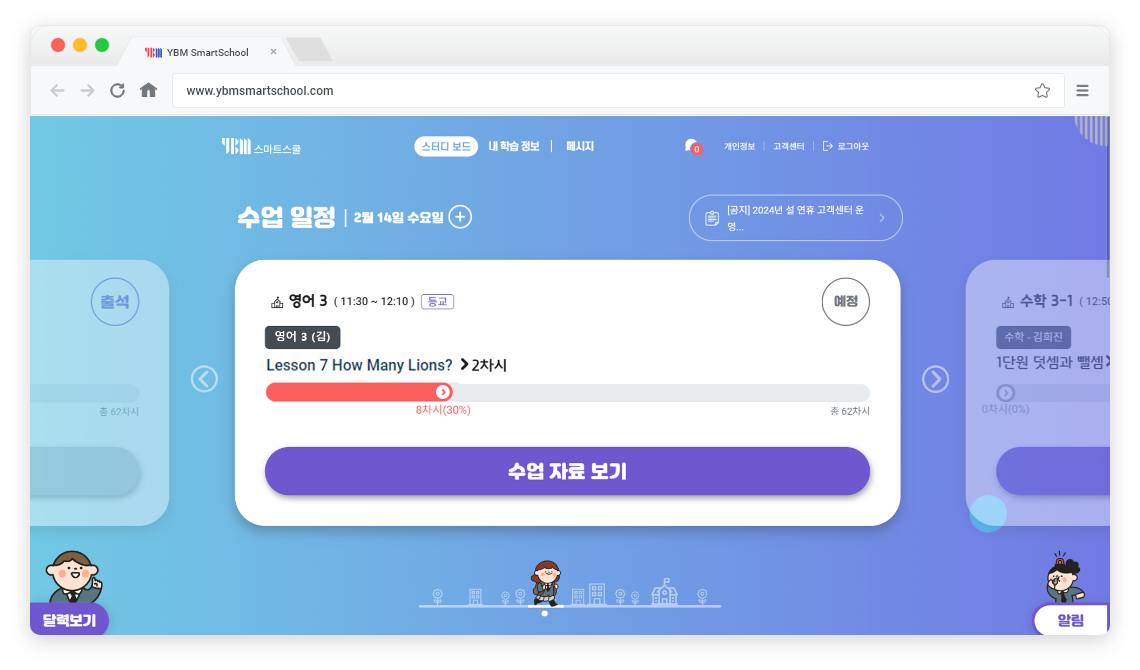 YBM SmartSchool
www.ybmsmartschool.com
YBM 스마트스쿨
스터디 보드 내 학습 정보 메시지
0
개인정보 고객센터 로그아웃
수업 일정 2월 14일 수요일
[공지] 2024년 설 연휴 고객센터 운
영...
출석
총 62차시
영어 3 ( 11:30 ~ 12:10 ) 등교
예정
영어 3 (김)
Lesson 7 How Many Lions? 2차시
8차시(30%)
총 62차시
수업 자료 보기
수학 3-1 ( 12:50
수학 - 김희진
1단원 덧셈과 뺄셈
0차시(0%)
달력보기
알림